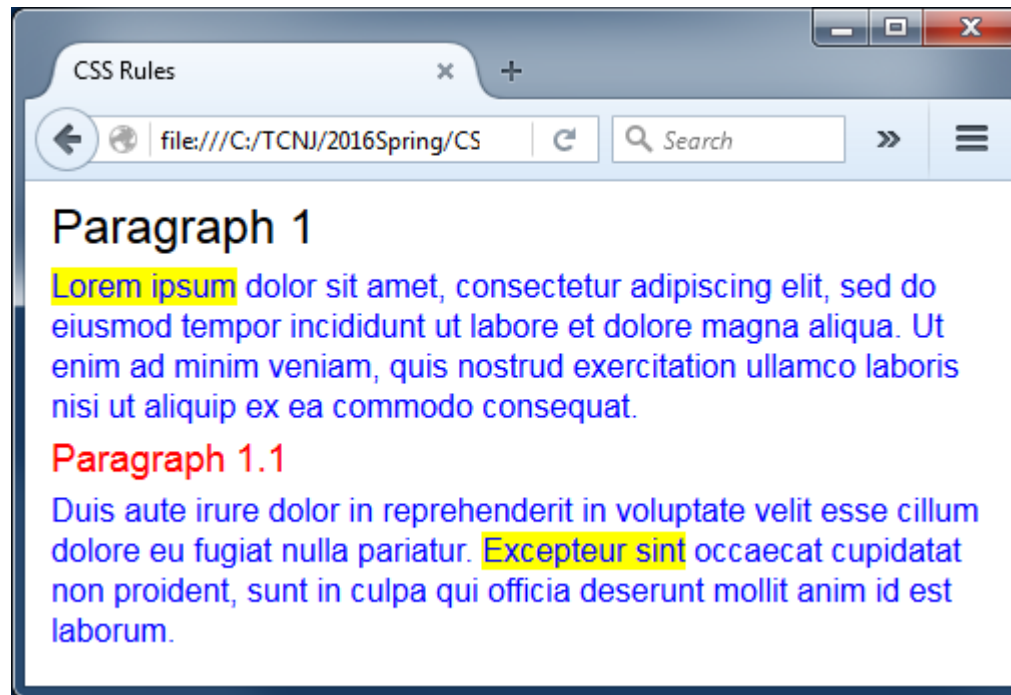 CSS Rules
file:///C:/TCNJ/2016Spring/CS
Search
Paragraph 1
Lorem ipsum dolor sit amet, consectetur adipiscing elit, sed do
eiusmod tempor incididunt ut labore et dolore magna aliqua. Ut
enim ad minim veniam, quis nostrud exercitation ullamco laboris
nisi ut aliquip ex ea commodo consequat.
Paragraph 1.1
Duis aute irure dolor in reprehenderit in voluptate velit esse cillum
dolore eu fugiat nulla pariatur. Excepteur sint occaecat cupidatat
non proident, sunt in culpa qui officia deserunt mollit anim id est
laborum.